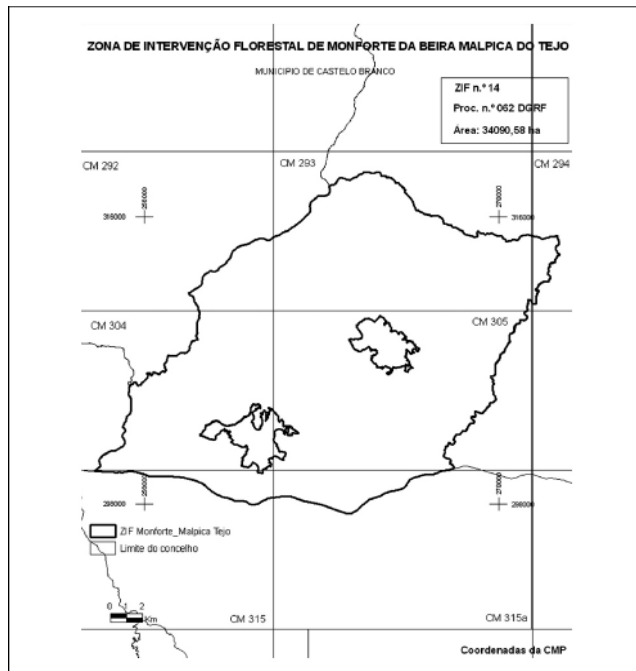 ZONA DE INTERVENÇÃO FLORESTAL DE MONFORTE DA BEIRA MALPICA DO TEJO
MUNICIPIO DE CASTELO BRANCO
ZIF n.º 14
Proc. n.º 062 DGRF
Área: 34090,58 ha
CM 292
CM 293
CM 294
316000
316000
270000
CM 304
CM 305
270000
ZIF Monforte_Malpica Tejo
Limite do concelho
0 1 2
Km
CM 315
CM 315a
Coordenadas da CMP